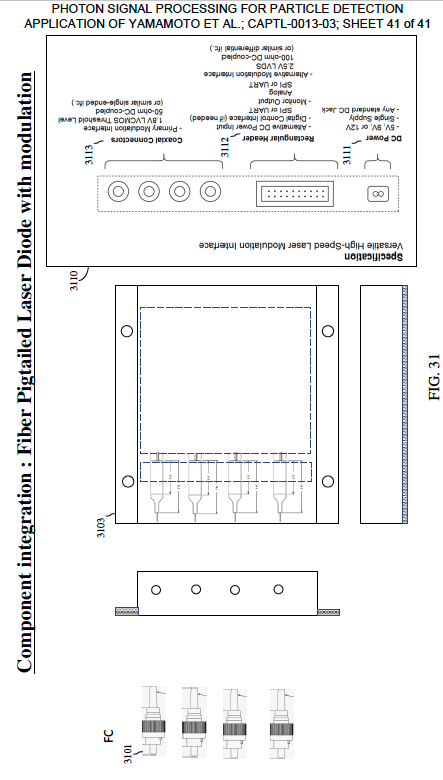 PHOTON SIGNAL PROCESSING FOR PARTICLE DETECTION
APPLICATION OF YAMAMOTO ET AL.; CAPTL-0013-03; SHEET 41 of 41
Component integration : Fiber Pigtailed Laser Diode with modulation
3110
Specification
Versatile High-Speed Laser Modulation Interface
3111
DC Power
- 5V, 9V, or 12V
- Single Supply
- Any standard DC Jack
3112
Rectangular Header
- Alternative DC Power Input
- Digital Control Interface (if needed)
SPI or UART
- Monitor Output
Analog
SPI or UART
- Alternative Modulation Interface
2.5V LVDS
100-ohm DC-coupled
(or similar differential)
3113
Coaxial Connectors
- Primary Modulation Interface
1.8V LVCMOS Threshold Level
50-ohm DC-coupled
(or similar single-ended ifc.)
3103
FC
3101
FIG. 31